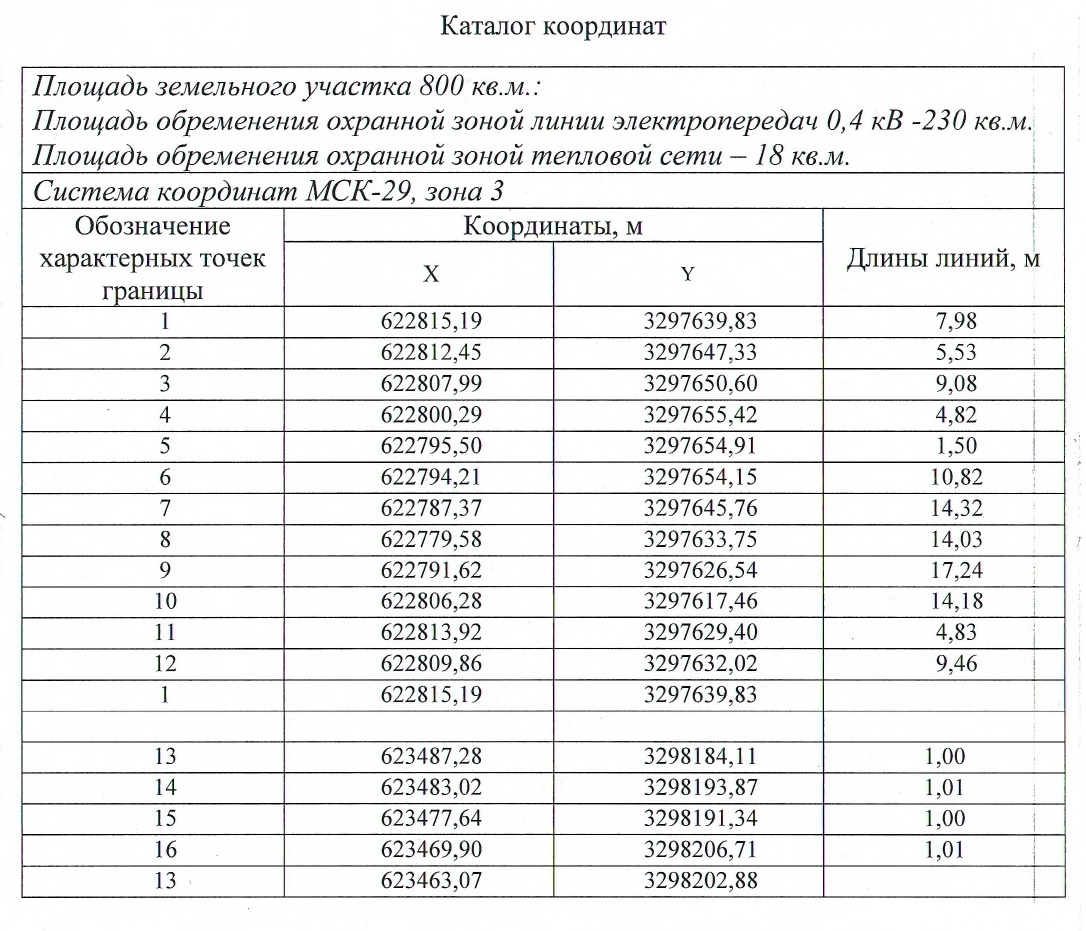 Каталог координат
Площадь земельного участка 800 кв.м.:
Площадь обременения охранной зоной линии электропередач 0,4 кВ -230 кв.м.
Площадь обременения охранной зоной тепловой сети – 18 кв.м.
Система координат МСК-29, зона 3
Обозначение характерных точек границы Координаты, м Длины линий, м
X Y
1 622815,19 3297639,83 7,98
2 622812,45 3297647,33 5,53
3 622807,99 3297650,60 9,08
4 622800,29 3297655,42 4,82
5 622795,50 3297654,91 1,50
6 622794,21 3297654,15 10,82
7 622787,37 3297645,76 14,32
8 622779,58 3297633,75 14,03
9 622791,62 3297626,54 17,24
10 622806,28 3297617,46 14,18
11 622813,92 3297629,40 4,83
12 622809,86 3297632,02 9,46
1 622815,19 3297639,83
13 623487,28 3298184,11 1,00
14 623483,02 3298193,87 1,01
15 623477,64 3298191,34 1,00
16 623469,90 3298206,71 1,01
13 623463,07 3298202,88